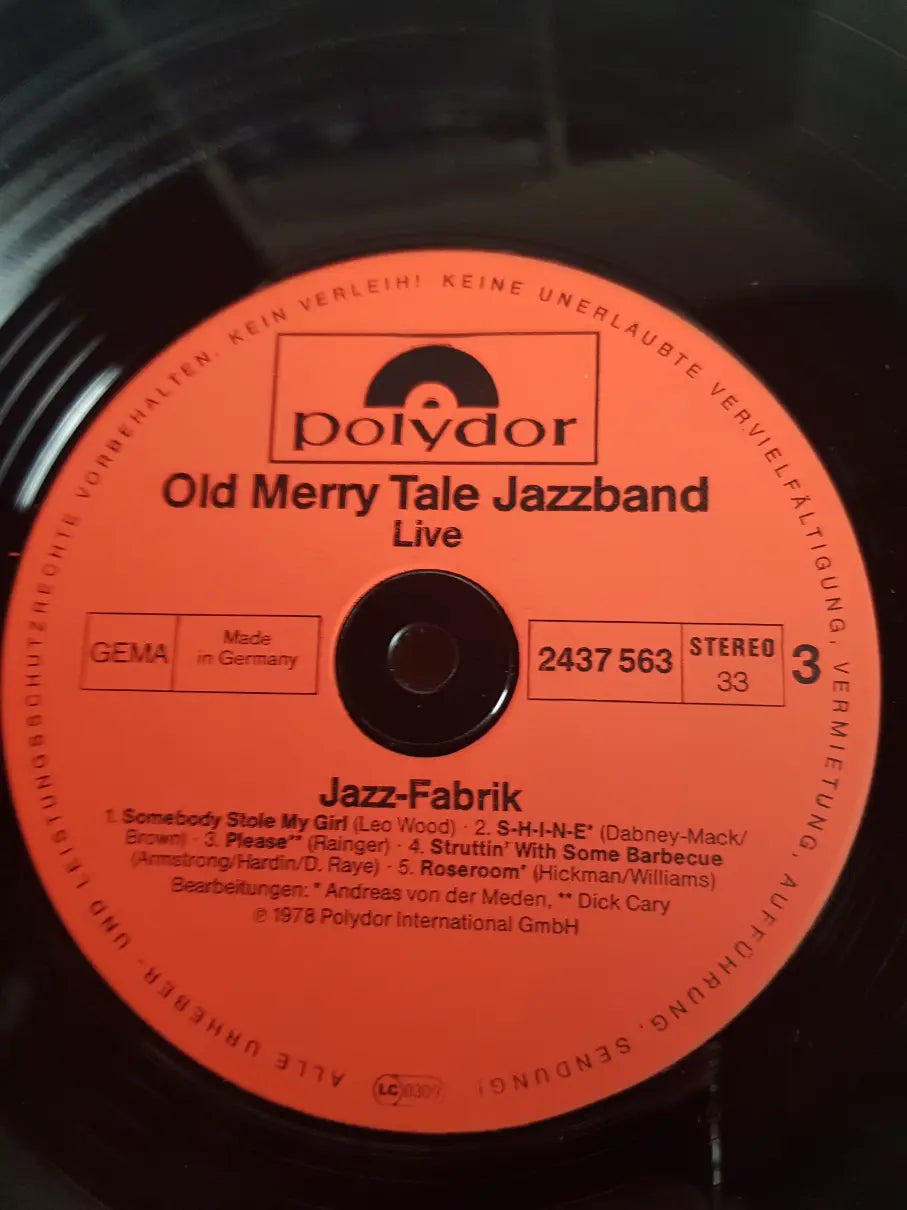 ALLE URHEBER- UND LEISTUNGSSCHUTZRECHTE VORBEHALTEN. KEIN VERLEIH! KEINE UNERLAUBTE VERVIELFÄLTIGUNG, VERMIETUNG, AUFFÜHRUNG, SENDUNG!
polydor
Old Merry Tale Jazzband
Live
GEMA
Made
in Germany
2437 563
STEREO
33
3
Jazz-Fabrik
1. Somebody Stole My Girl (Leo Wood) · 2. S-H-I-N-E* (Dabney-Mack/
Brown) · 3. Please** (Rainger) · 4. Struttin' With Some Barbecue
(Armstrong/Hardin/D. Raye) · 5. Roseroom* (Hickman/Williams)
Bearbeitungen: * Andreas von der Meden, ** Dick Cary
℗ 1978 Polydor International GmbH
LC 0309